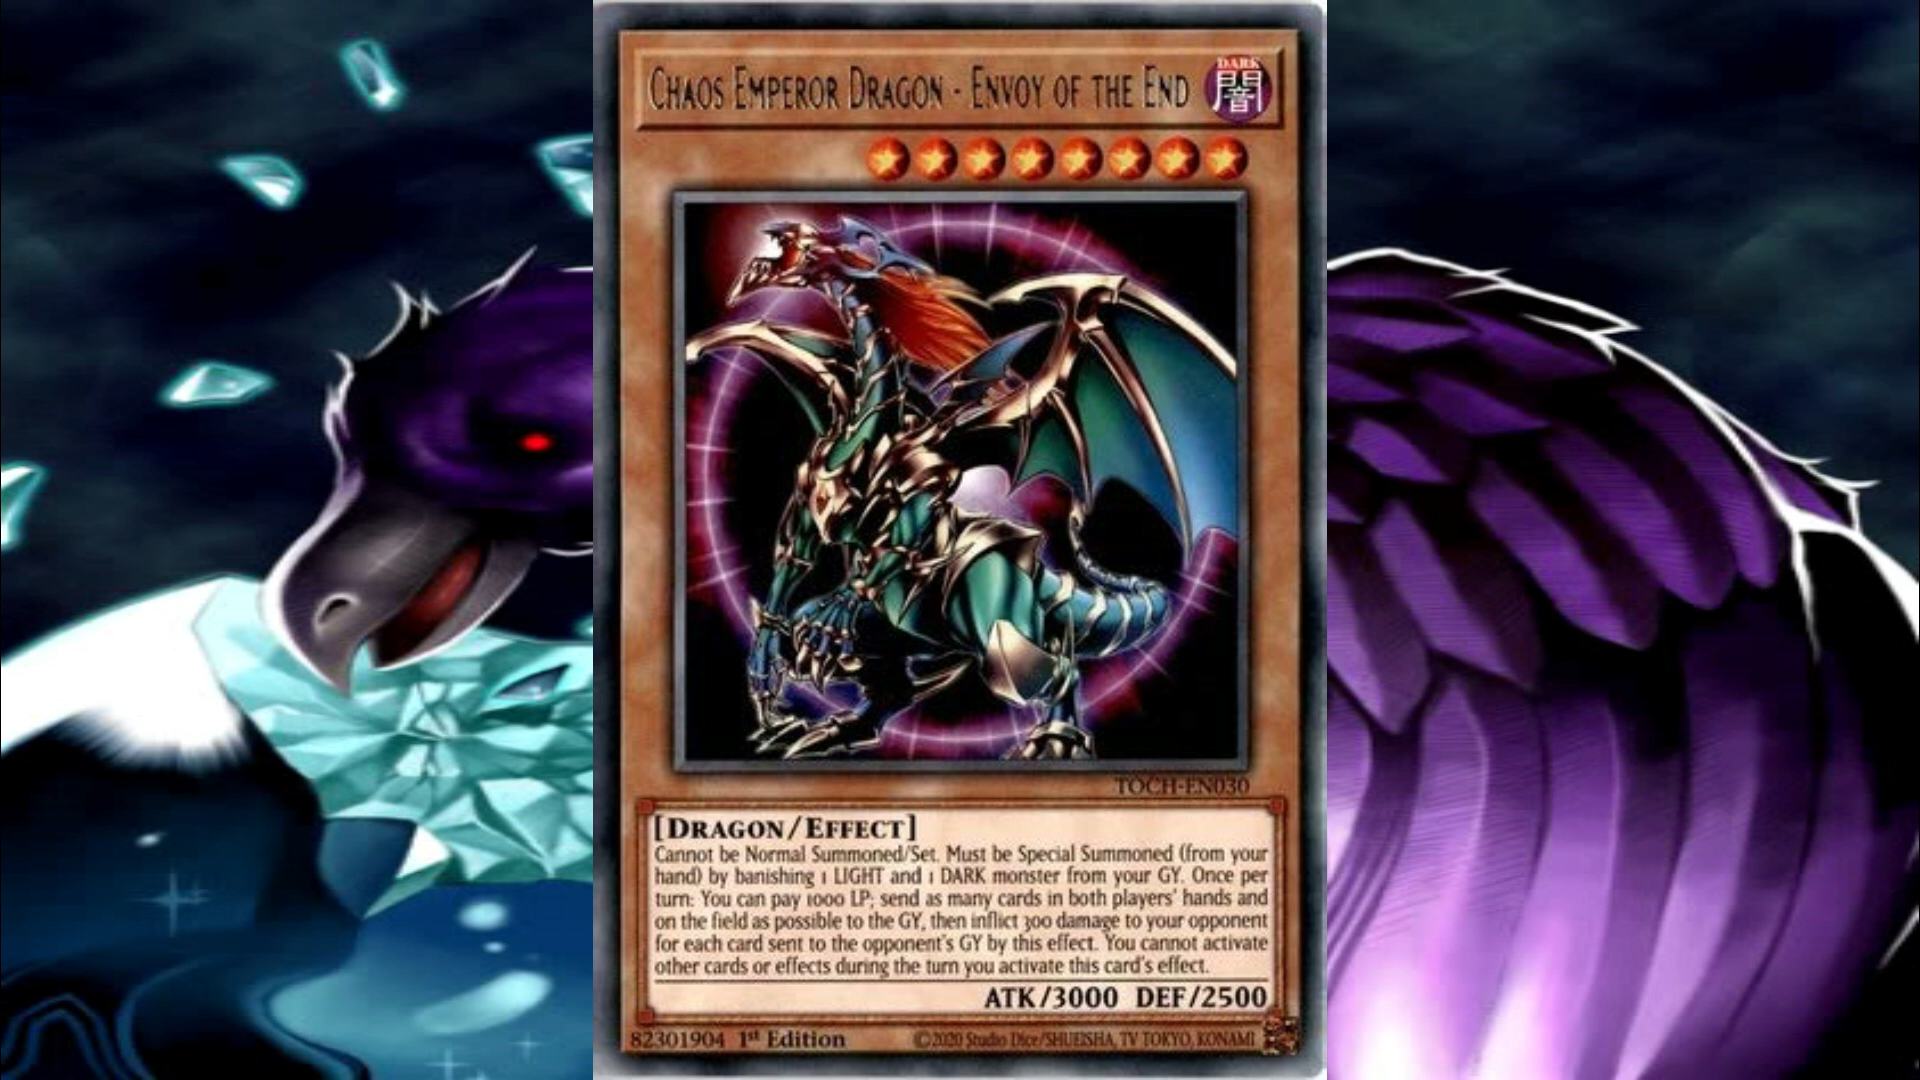 CHAOS EMPEROR DRAGON - ENVOY OF THE END
DARK
闇
TOCH-EN030
[DRAGON/EFFECT]
Cannot be Normal Summoned/Set. Must be Special Summoned (from your
hand) by banishing 1 LIGHT and 1 DARK monster from your GY. Once per
turn: You can pay 1000 LP; send as many cards in both players' hands and
on the field as possible to the GY, then inflict 300 damage to your opponent
for each card sent to the opponent's GY by this effect. You cannot activate
other cards or effects during the turn you activate this card's effect.
ATK/3000 DEF/2500
82301904 1st Edition ©2020 Studio Dice/SHUEISHA, TV TOKYO, KONAMI